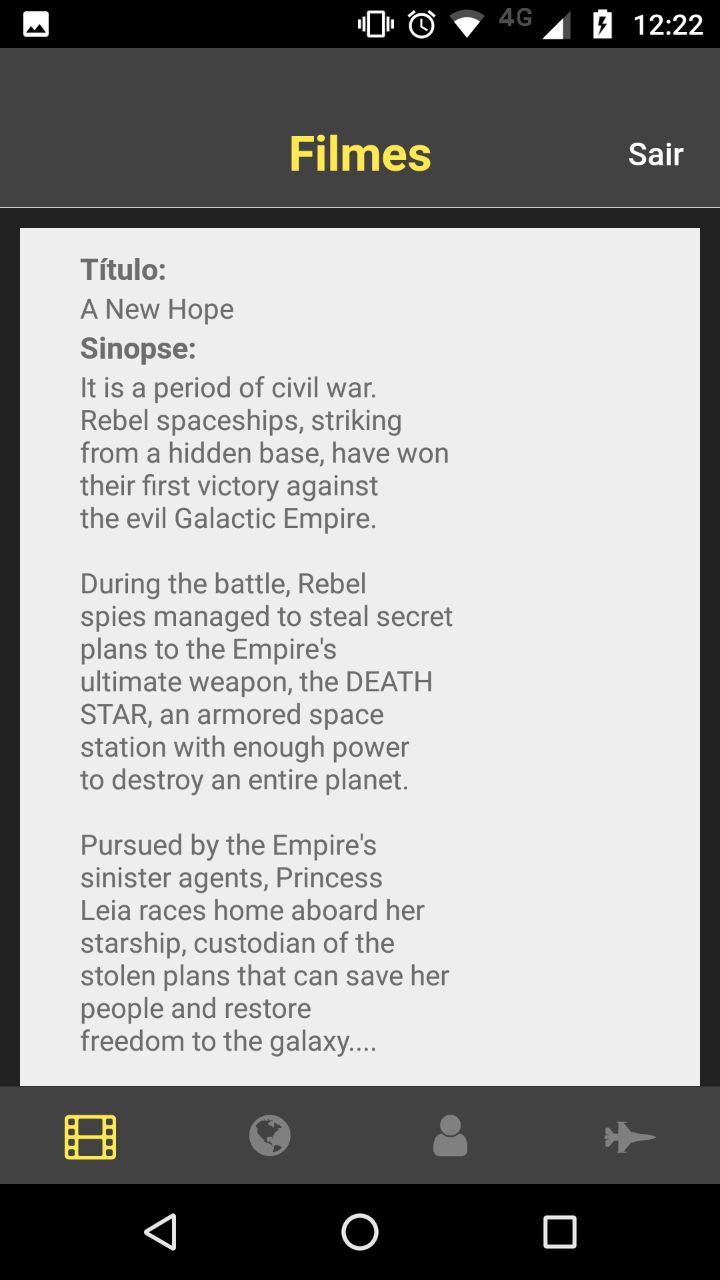 4G 12:22
Filmes
Sair
Título:
A New Hope
Sinopse:
It is a period of civil war.
Rebel spaceships, striking
from a hidden base, have won
their first victory against
the evil Galactic Empire.
During the battle, Rebel
spies managed to steal secret
plans to the Empire's
ultimate weapon, the DEATH
STAR, an armored space
station with enough power
to destroy an entire planet.
Pursued by the Empire's
sinister agents, Princess
Leia races home aboard her
starship, custodian of the
stolen plans that can save her
people and restore
freedom to the galaxy....